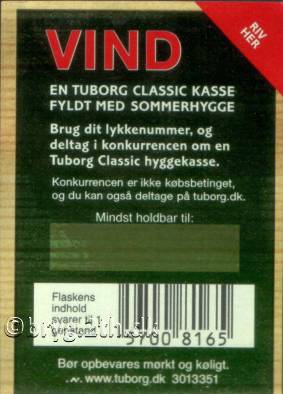 RIV
HER
VIND
EN TUBORG CLASSIC KASSE
FYLDT MED SOMMERHYGGE
Brug dit lykkenummer, og
deltag i konkurrencen om en
Tuborg Classic hyggekasse.
Konkurrencen er ikke købsbetinget,
og du kan også deltage på tuborg.dk.
Mindst holdbar til:
Flaskens
indhold
svarer til
genstand.
5700 8165
Bør opbevares mørkt og køligt.
www.tuborg.dk 3013351